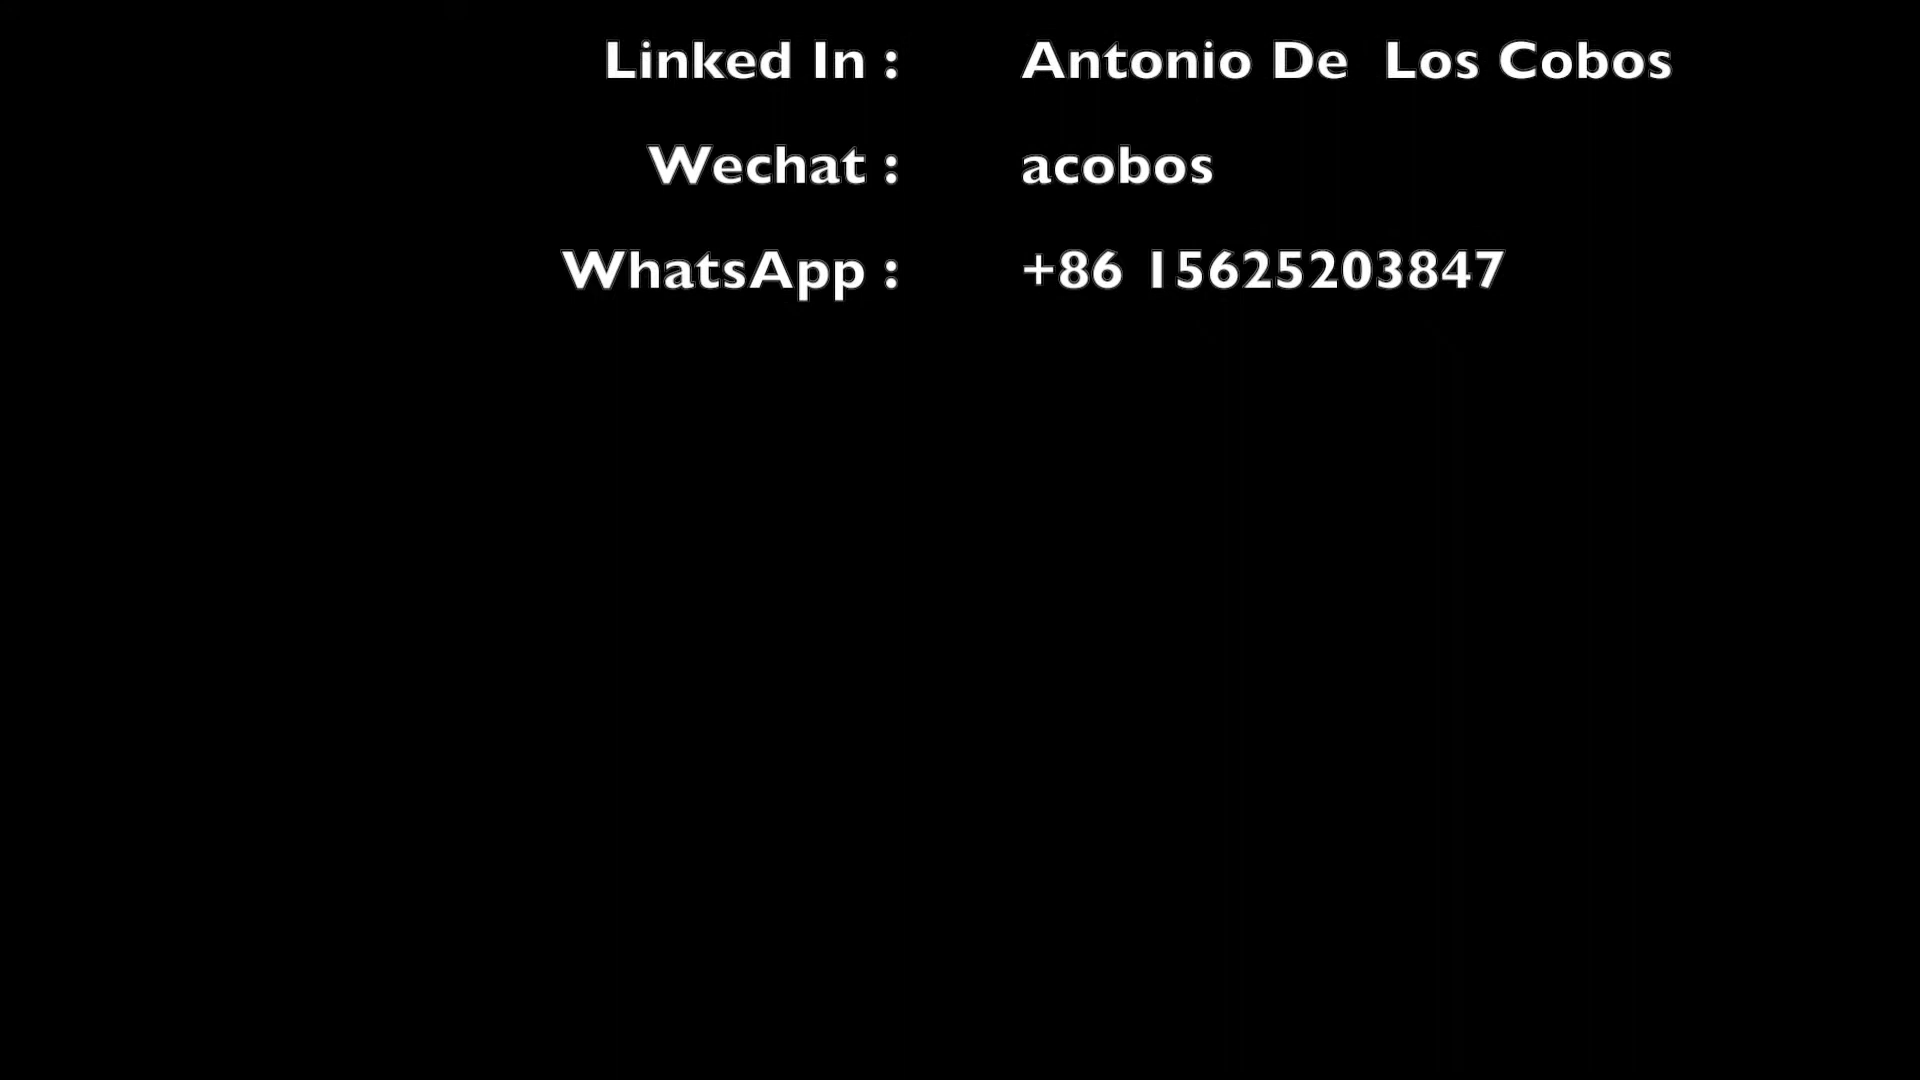 Linked In : Antonio De  Los Cobos
Wechat : acobos
WhatsApp : +86 15625203847